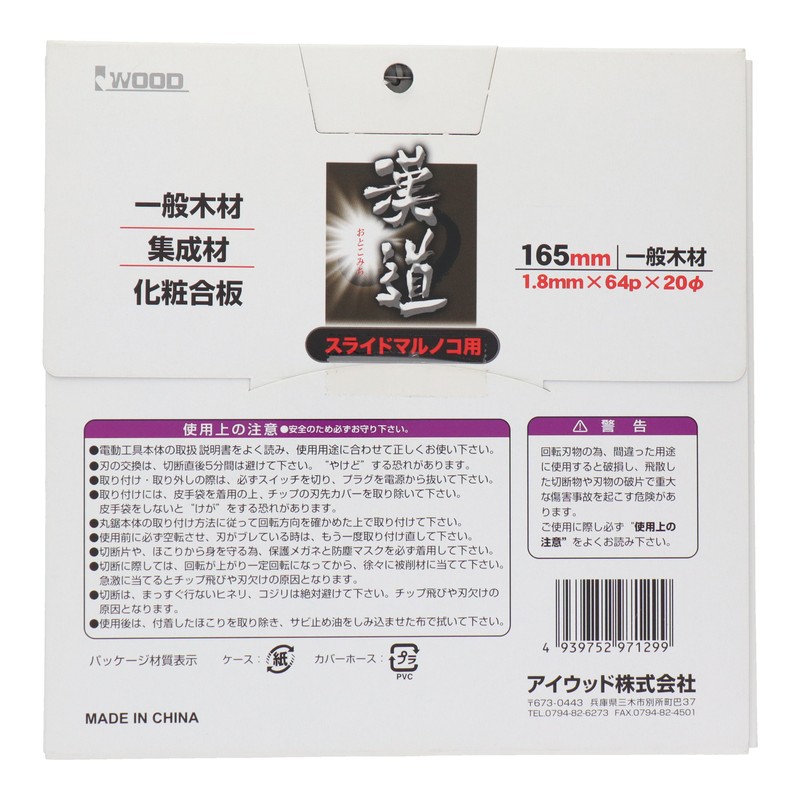 WOOD
一般木材
集成材
化粧合板
漢道
おとこみち
スライドマルノコ用
165mm 一般木材
1.8mm×64p×20φ
使用上の注意 ●安全のため必ずお守り下さい。
●電動工具本体の取扱説明書をよく読み、使用用途に合わせて正しくお使い下さい。
●刃の交換は、切断直後5分間は避けて下さい。“やけど”する恐れがあります。
●取り付け・取り外しの際は、必ずスイッチを切り、プラグを電源から抜いて下さい。
●取り付けには、皮手袋を着用の上、チップの刃先カバーを取り除いて下さい。
皮手袋をしないと“けが”をする恐れがあります。
●丸鋸本体の取り付け方法に従って回転方向を確かめた上で取り付けて下さい。
●使用前に必ず空転させ、刃がブレている時は、もう一度取り付け直して下さい。
●切断片や、ほこりから身を守る為、保護メガネと防塵マスクを必ず着用して下さい。
●切断に際しては、回転が上がり一定回転になってから、徐々に被削材に当てて下さい。
急激に当てるとチップ飛びや刃欠けの原因となります。
●切断は、まっすぐ行ないヒネリ、コジリは絶対避けて下さい。チップ飛びや刃欠けの
原因となります。
●使用後は、付着したほこりを取り除き、サビ止め油をしみ込ませた布で拭いて下さい。
⚠ 警告
回転刃物の為、間違った用途
に使用すると破損し、飛散し
た切断物や刃物の破片で重大
な傷害事故を起こす危険があ
ります。
ご使用に際し必ず“使用上の
注意”をよくお読み下さい。
パッケージ材質表示 ケース: 紙 カバーホース: プラ
PVC
4 939752 971299
アイウッド株式会社
〒673-0443 兵庫県三木市別所町巴37
TEL.0794-82-6273 FAX.0794-82-4501
MADE IN CHINA